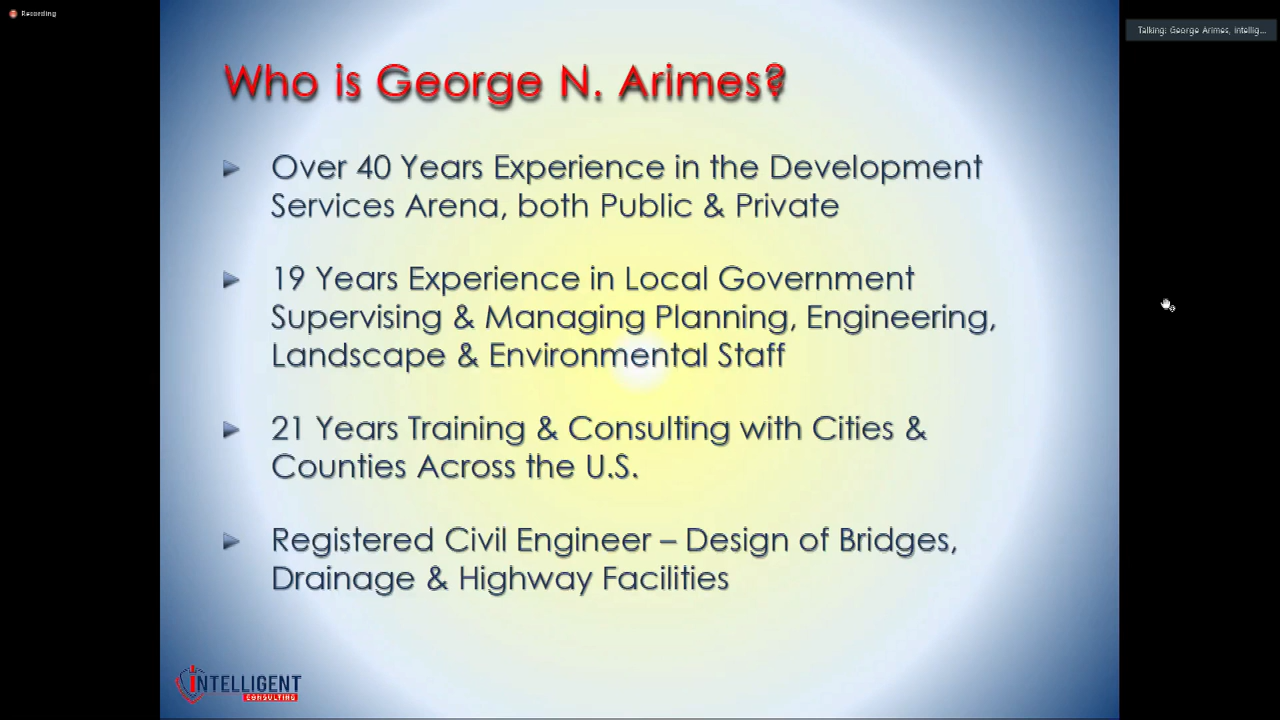 Recording
Talking: George Arimes, intellig...
Who is George N. Arimes?
Over 40 Years Experience in the Development
Services Arena, both Public & Private
19 Years Experience in Local Government
Supervising & Managing Planning, Engineering,
Landscape & Environmental Staff
21 Years Training & Consulting with Cities &
Counties Across the U.S.
Registered Civil Engineer – Design of Bridges,
Drainage & Highway Facilities
INTELLIGENT
CONSULTING